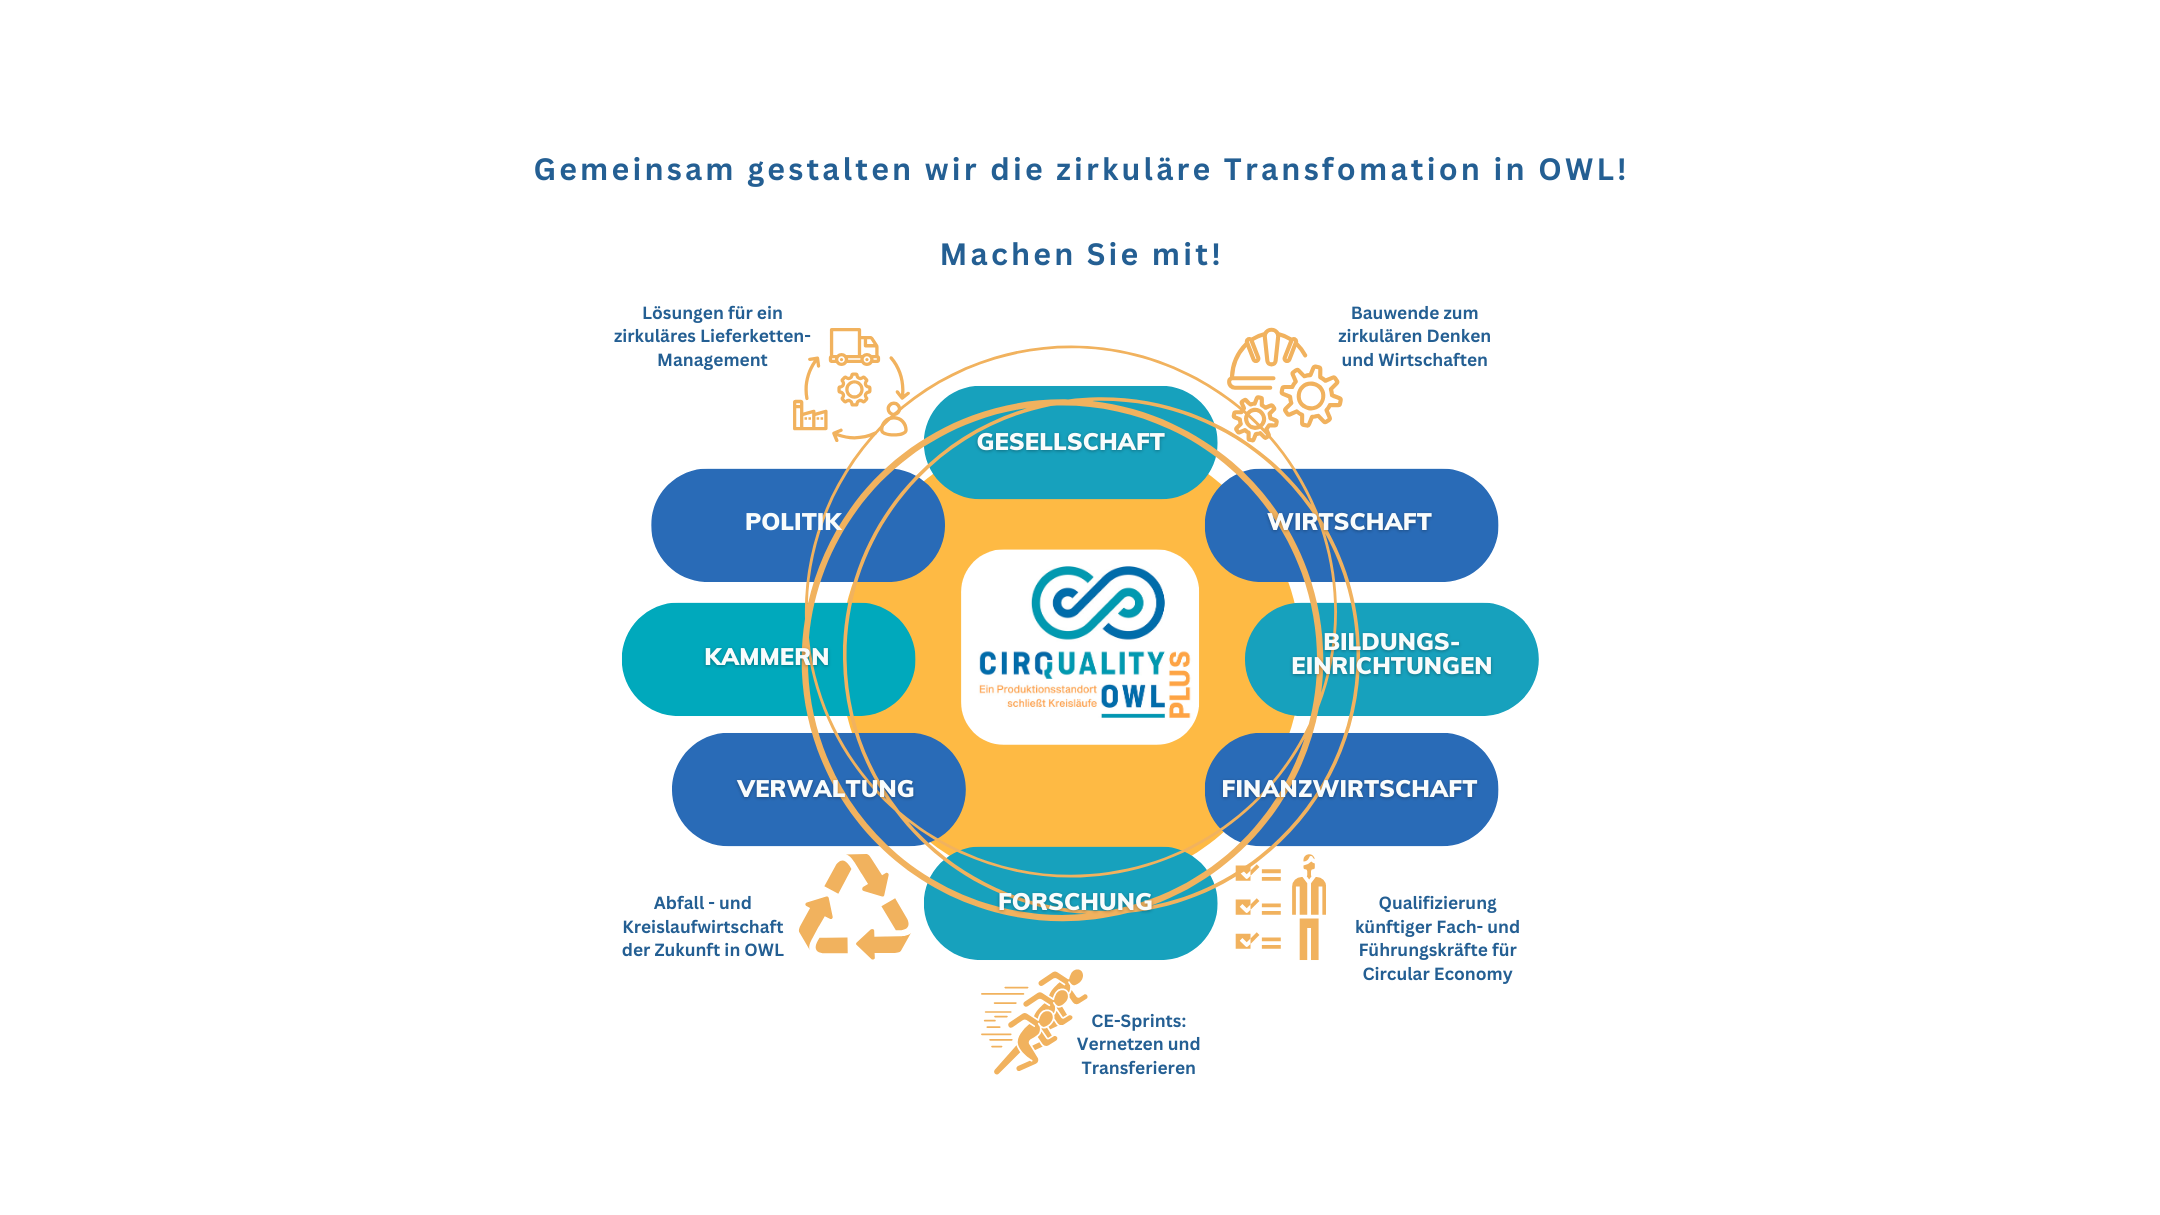 Gemeinsam gestalten wir die zirkuläre Transfomation in OWL!
Machen Sie mit!
Lösungen für ein
zirkuläres Lieferketten-
Management
Bauwende zum
zirkulären Denken
und Wirtschaften
GESELLSCHAFT
POLITIK
WIRTSCHAFT
KAMMERN
CIRQUALITY
Ein Produktionsstandort
schließt Kreisläufe
OWL
PLUS
BILDUNGS-
EINRICHTUNGEN
VERWALTUNG
FINANZWIRTSCHAFT
FORSCHUNG
Abfall - und
Kreislaufwirtschaft
der Zukunft in OWL
Qualifizierung
künftiger Fach- und
Führungskräfte für
Circular Economy
CE-Sprints:
Vernetzen und
Transferieren